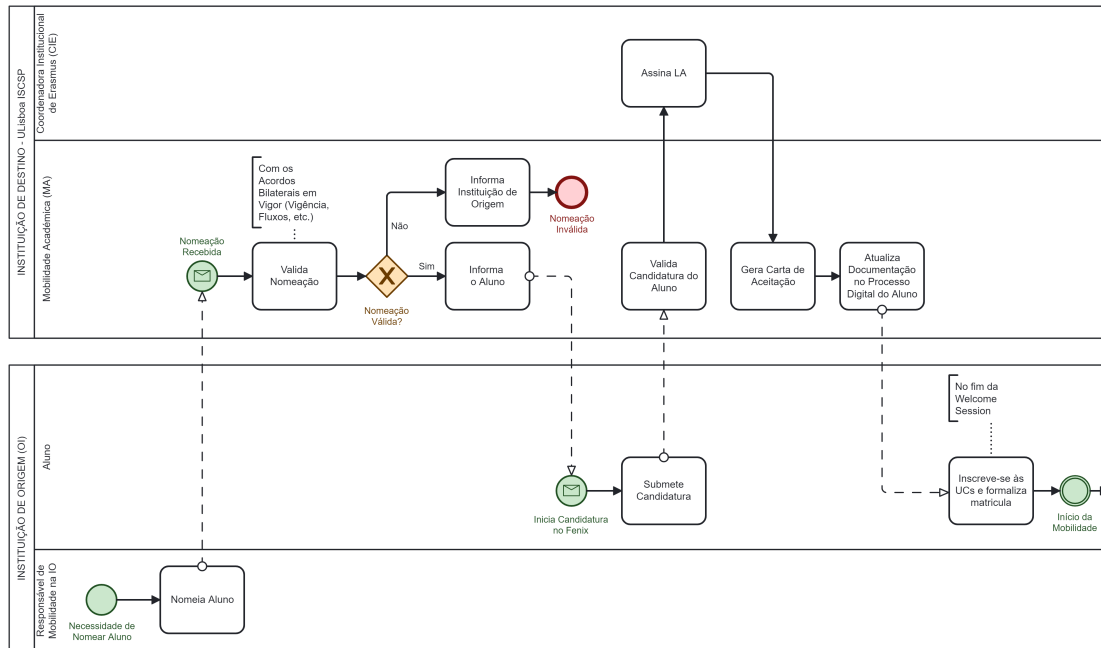 INSTITUIÇÃO DE DESTINO - ULisboa ISCSP
Coordenadora Institucional
de Erasmus (CIE)
Assina LA
Mobilidade Académica (MA)
Com os
Acordos
Bilaterais em
Vigor (Vigência,
Fluxos, etc.)
Informa
Instituição de
Origem
Nomeação
Inválida
Não
Nomeação
Recebida
Valida
Nomeação
Sim
Nomeação
Válida?
Informa
o Aluno
Valida
Candidatura do
Aluno
Gera Carta de
Aceitação
Atualiza
Documentação
no Processo
Digital do Aluno
INSTITUIÇÃO DE ORIGEM (OI)
Aluno
No fim da
Welcome
Session
Inicia Candidatura
no Fenix
Submete
Candidatura
Inscreve-se às
UCs e formaliza
matricula
Início da
Mobilidade
Responsável de
Mobilidade na IO
Necessidade de
Nomear Aluno
Nomeia Aluno